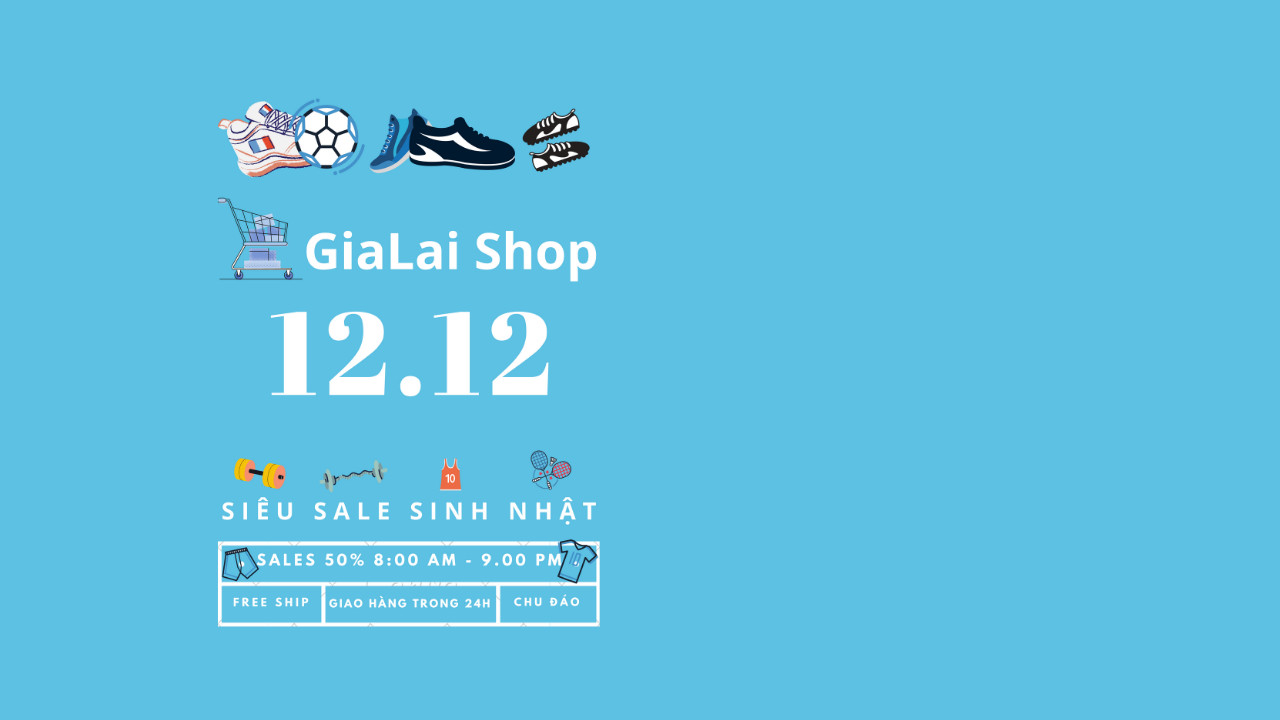 GiaLai Shop
12.12
10
SIÊU SALE SINH NHẬT
SALES 50% 8:00 AM - 9.00 PM
FREE SHIP
GIAO HÀNG TRONG 24H
CHU ĐÁO